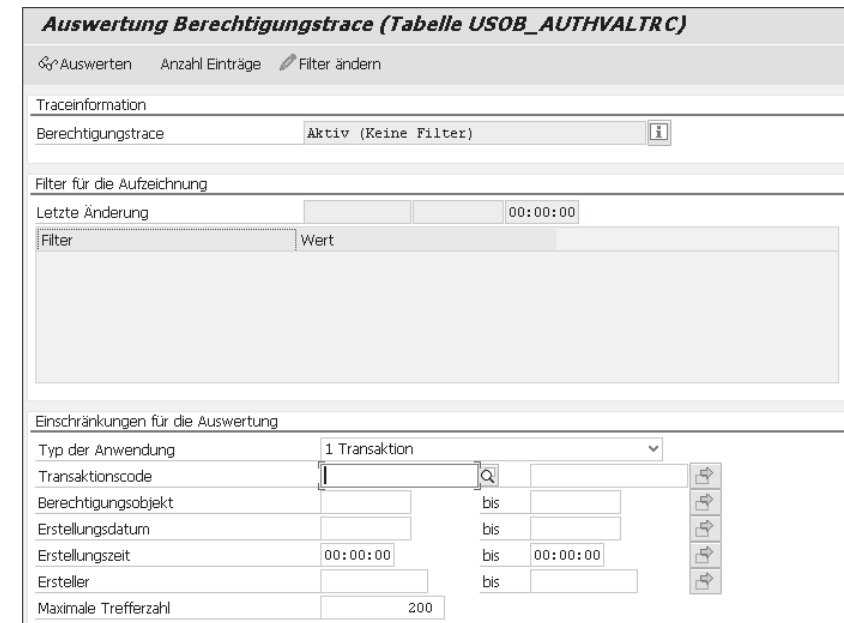 Auswertung Berechtigungstrace (Tabelle USOB_AUTHVALTRC)
Auswerten Anzahl Einträge Filter ändern
Traceinformation
Berechtigungstrace Aktiv (Keine Filter)
Filter für die Aufzeichnung
Letzte Änderung 00:00:00
Filter Wert
Einschränkungen für die Auswertung
Typ der Anwendung 1 Transaktion
Transaktionscode
Berechtigungsobjekt bis
Erstellungsdatum bis
Erstellungszeit 00:00:00 bis 00:00:00
Ersteller bis
Maximale Trefferzahl 200